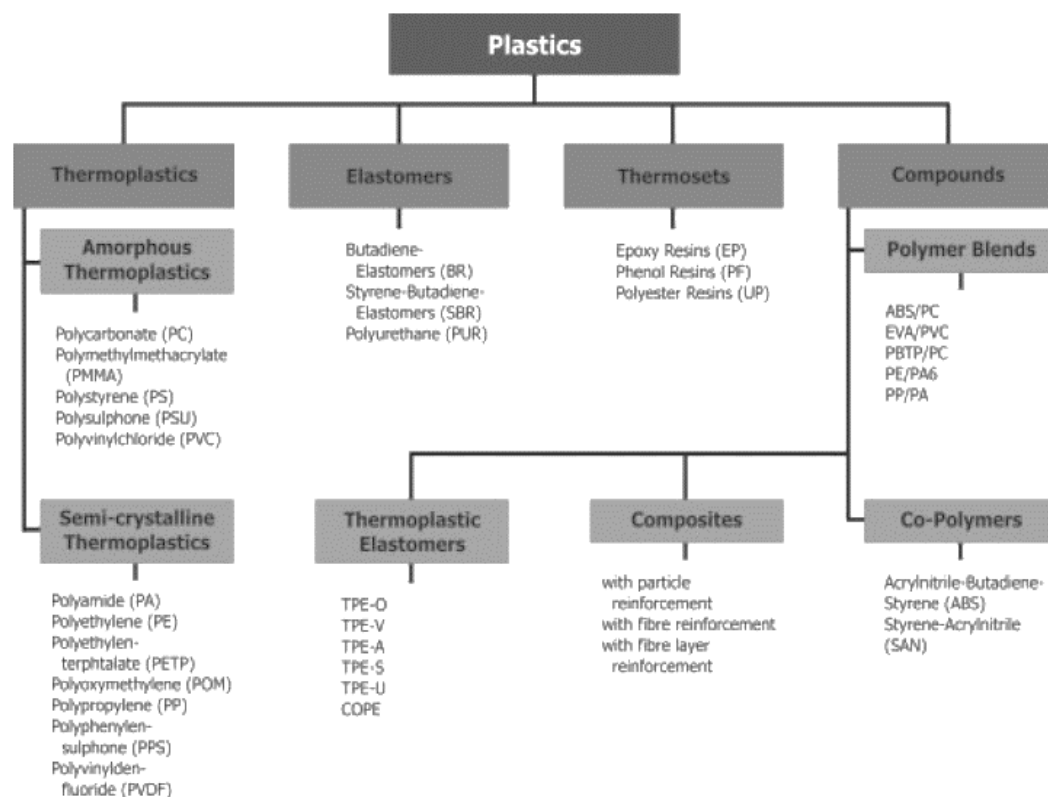 Plastics
Thermoplastics
Elastomers
Thermosets
Compounds
Amorphous
Thermoplastics
Polycarbonate (PC)
Polymethylmethacrylate
(PMMA)
Polystyrene (PS)
Polysulphone (PSU)
Polyvinylchloride (PVC)
Butadiene-
Elastomers (BR)
Styrene-Butadiene-
Elastomers (SBR)
Polyurethane (PUR)
Epoxy Resins (EP)
Phenol Resins (PF)
Polyester Resins (UP)
Polymer Blends
ABS/PC
EVA/PVC
PBTP/PC
PE/PA6
PP/PA
Semi-crystalline
Thermoplastics
Polyamide (PA)
Polyethylene (PE)
Polyethylen-
terphtalate (PETP)
Polyoxymethylene (POM)
Polypropylene (PP)
Polyphenylen-
sulphone (PPS)
Polyvinylden-
fluoride (PVDF)
Thermoplastic
Elastomers
TPE-O
TPE-V
TPE-A
TPE-S
TPE-U
COPE
Composites
with particle
reinforcement
with fibre reinforcement
with fibre layer
reinforcement
Co-Polymers
Acrylnitrile-Butadiene-
Styrene (ABS)
Styrene-Acrylnitrile
(SAN)